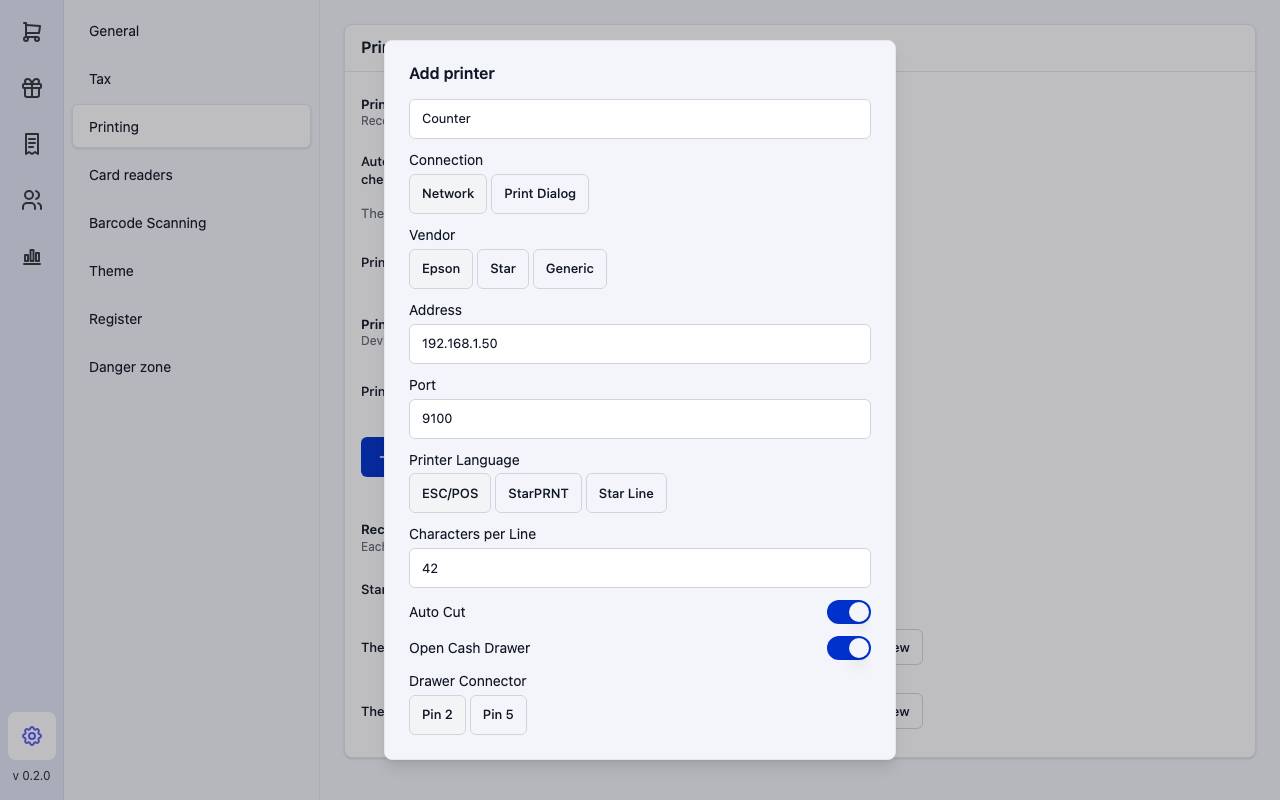 General
Tax
Printing
Card readers
Barcode Scanning
Theme
Register
Danger zone
v 0.2.0
Add printer
Counter
Connection
Network Print Dialog
Vendor
Epson Star Generic
Address
192.168.1.50
Port
9100
Printer Language
ESC/POS StarPRNT Star Line
Characters per Line
42
Auto Cut
Open Cash Drawer
Drawer Connector
Pin 2 Pin 5